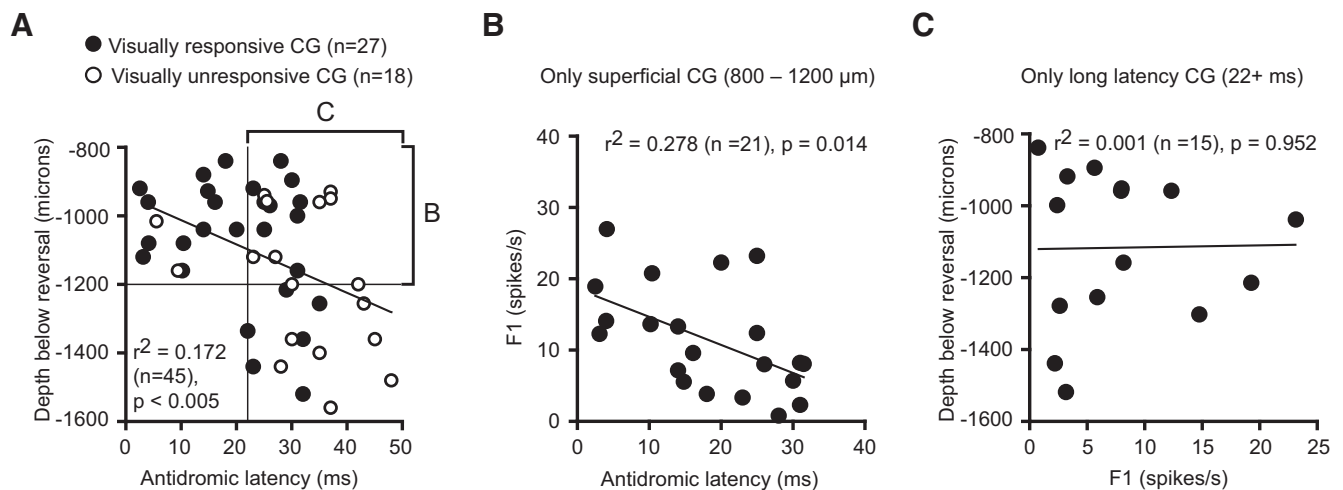 A
Visually responsive CG (n=27)
Visually unresponsive CG (n=18)
C
B
-800
-1000
-1200
-1400
-1600
Depth below reversal (microns)
r2 = 0.172
(n=45),
p < 0.005
0
10
20
30
40
50
Antidromic latency (ms)
B
Only superficial CG (800 – 1200 µm)
r2 = 0.278 (n =21), p = 0.014
40
30
20
10
0
F1 (spikes/s)
0
10
20
30
40
Antidromic latency (ms)
C
Only long latency CG (22+ ms)
r2 = 0.001 (n =15), p = 0.952
-800
-1000
-1200
-1400
-1600
Depth below reversal (microns)
0
5
10
15
20
25
F1 (spikes/s)